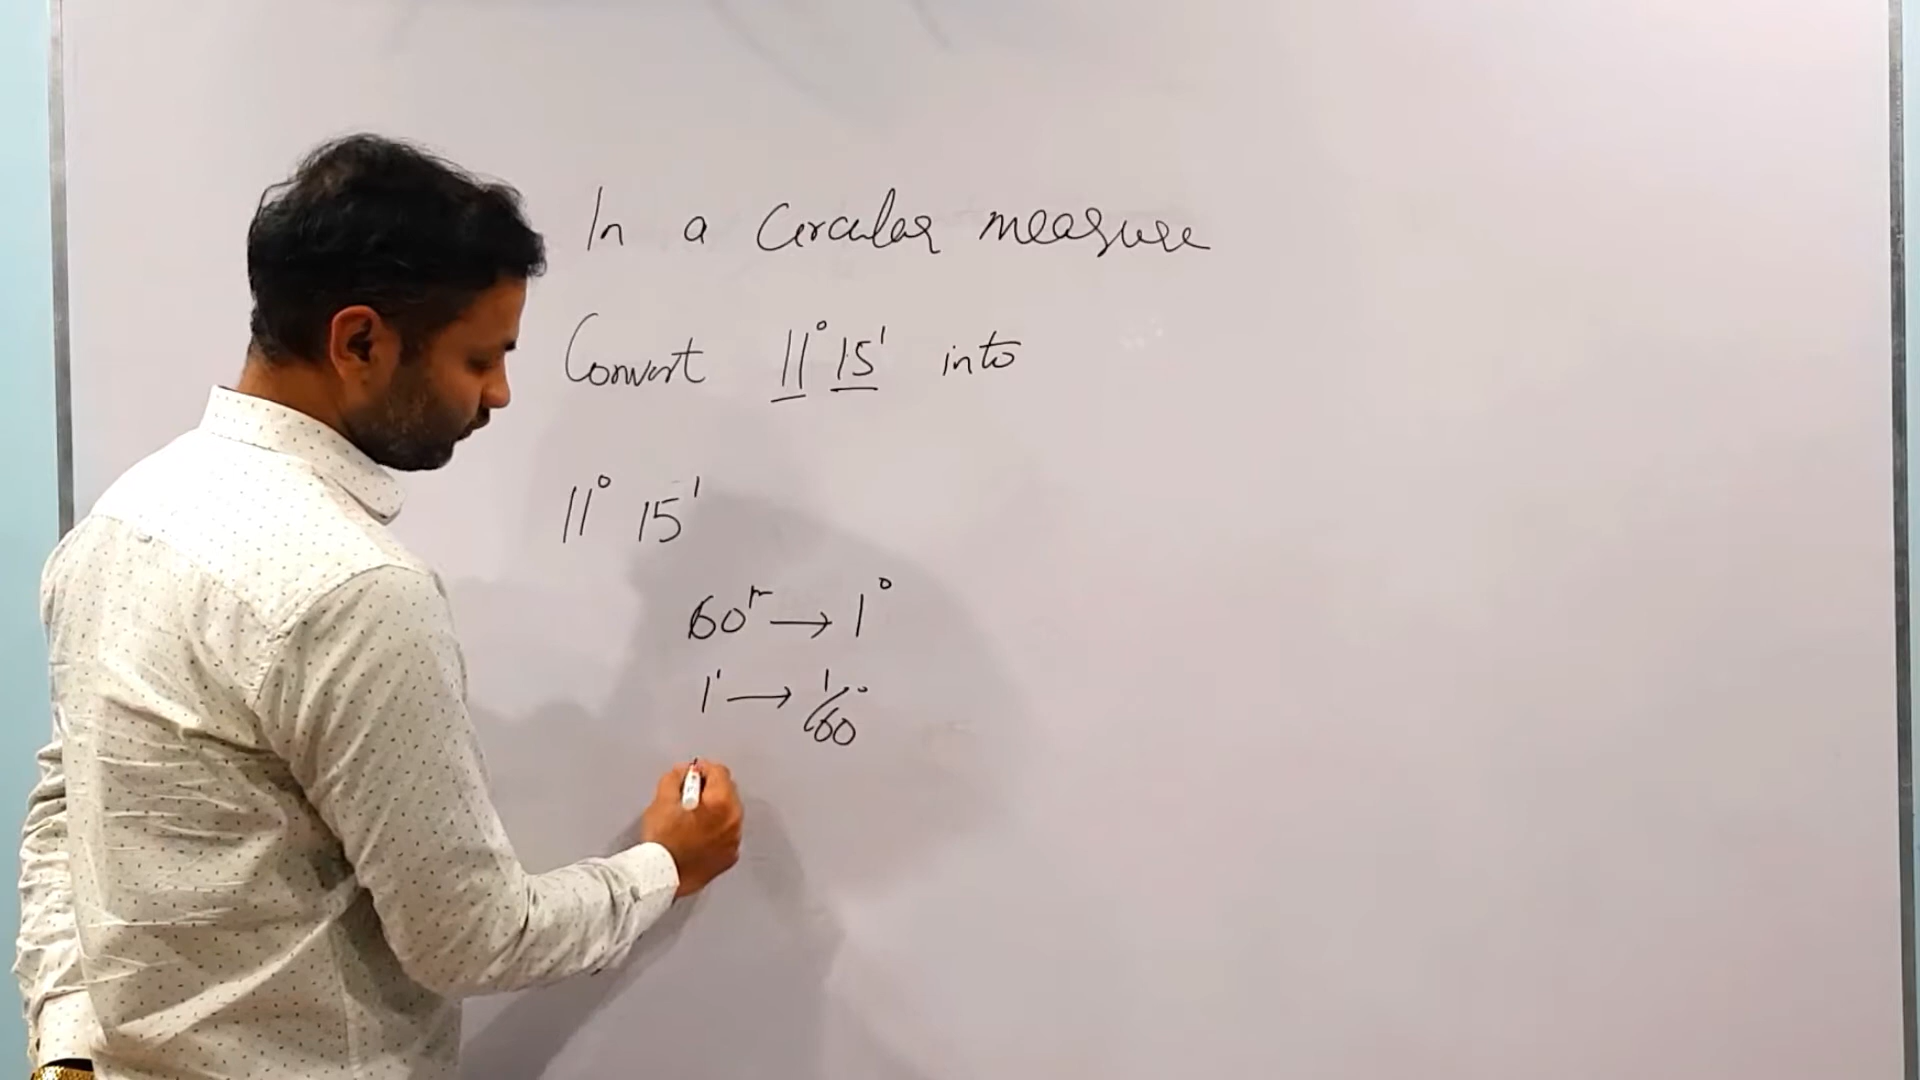 In a Circular measure
Convert 11° 15' into
11° 15'
60' → 1°
1' → 1/60°